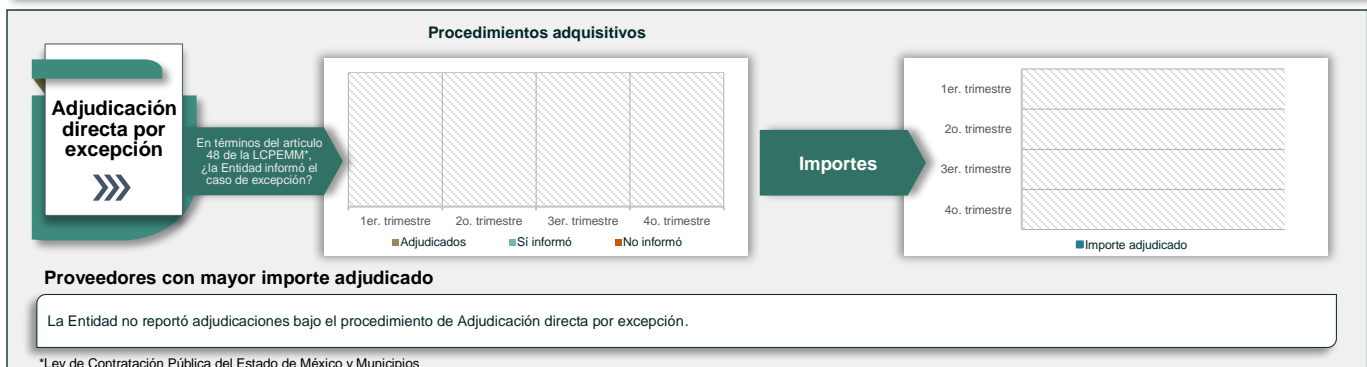 Procedimientos adquisitivos
Adjudicación
directa por
excepción
En términos del artículo
48 de la LCPEMM*,
¿la Entidad informó el
caso de excepción?
1er. trimestre 2o. trimestre 3er. trimestre 4o. trimestre
Adjudicados Sí informó No informó
Importes
1er. trimestre
2o. trimestre
3er. trimestre
4o. trimestre
Importe adjudicado
Proveedores con mayor importe adjudicado
La Entidad no reportó adjudicaciones bajo el procedimiento de Adjudicación directa por excepción.
*Ley de Contratación Pública del Estado de México y Municipios